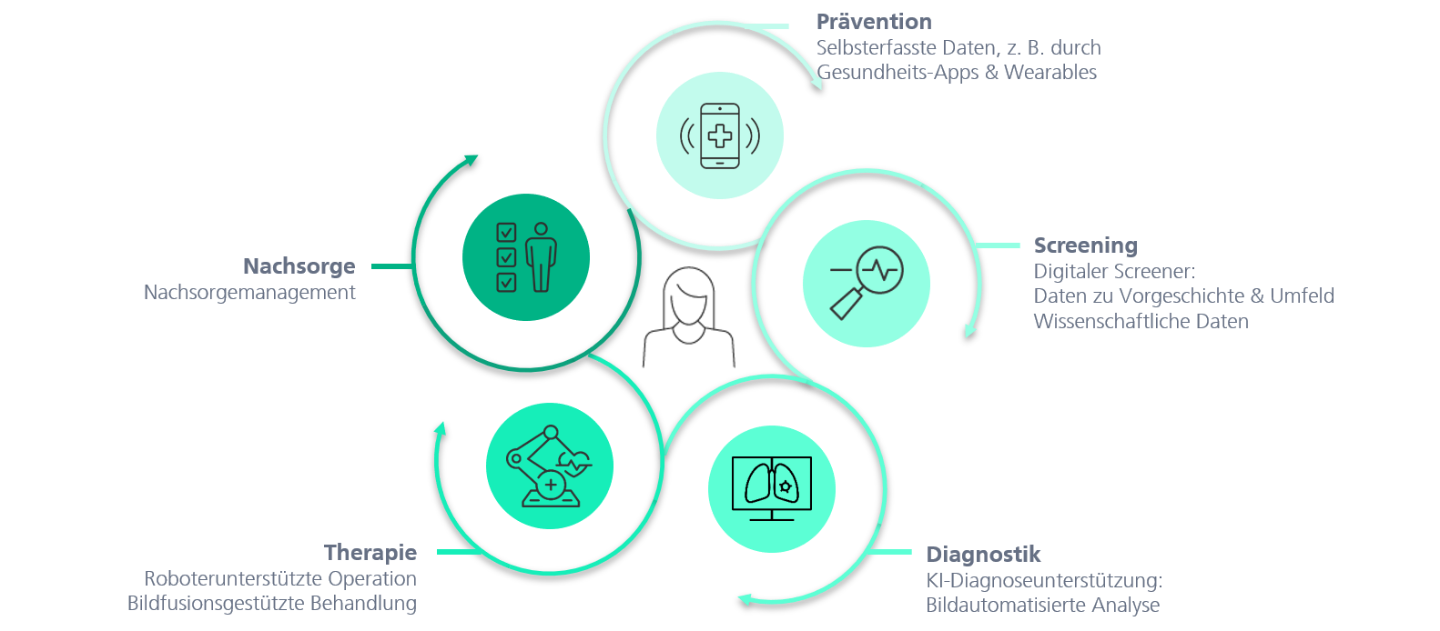 Prävention
Selbsterfasste Daten, z. B. durch
Gesundheits-Apps & Wearables
Screening
Digitaler Screener:
Daten zu Vorgeschichte & Umfeld
Wissenschaftliche Daten
Diagnostik
KI-Diagnoseunterstützung:
Bildautomatisierte Analyse
Therapie
Roboterunterstützte Operation
Bildfusionsgestützte Behandlung
Nachsorge
Nachsorgemanagement